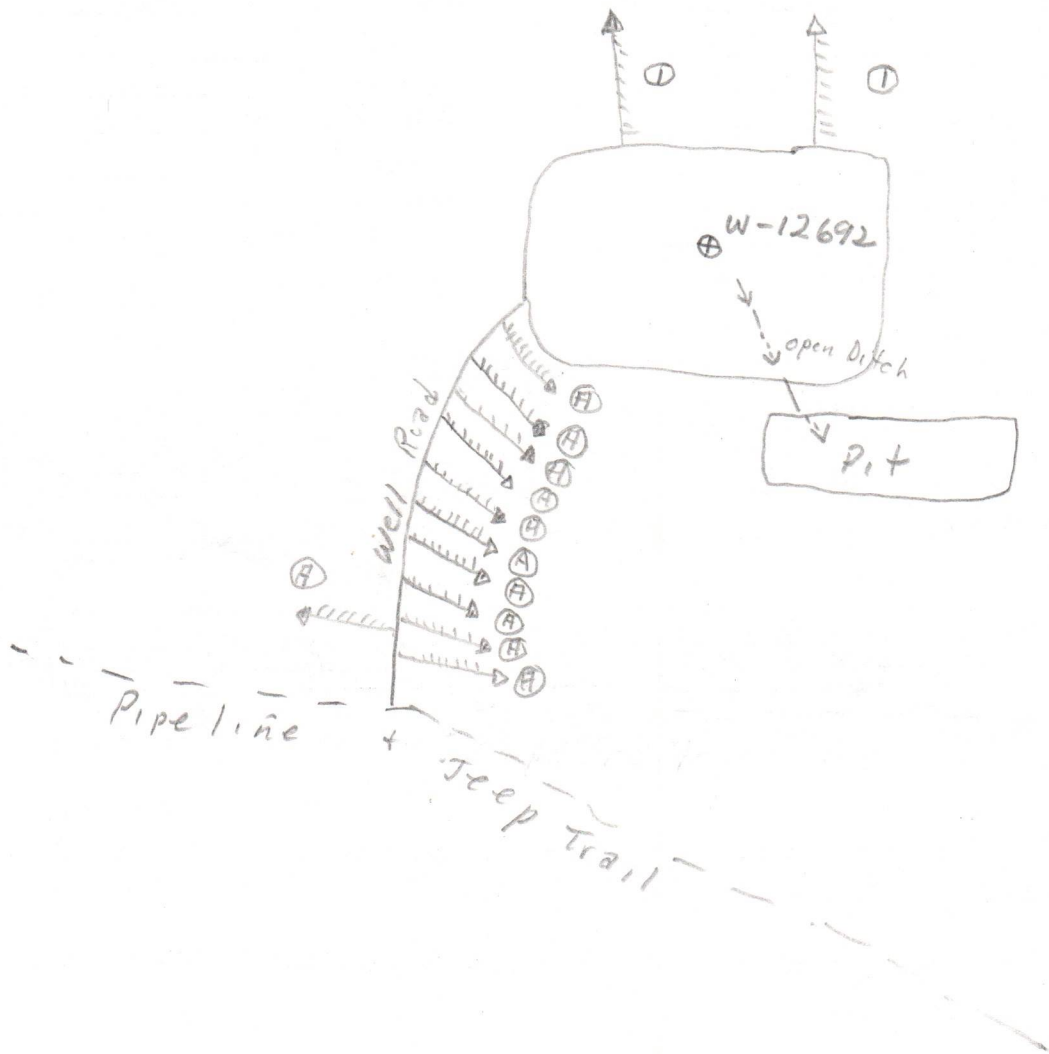 ① ①
W-12692
open Ditch
Pit
Well Road
Ⓐ
Ⓐ
Ⓐ
Ⓐ
Ⓐ
Ⓐ
Ⓐ
Ⓐ
Ⓐ
Ⓐ
Ⓐ
Pipeline + Jeep Trail